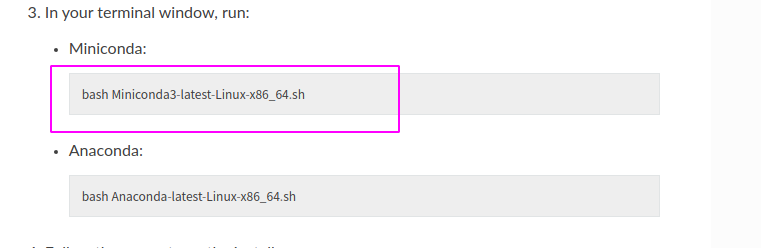 3. In your terminal window, run:
• Miniconda:
bash Miniconda3-latest-Linux-x86_64.sh
• Anaconda:
bash Anaconda-latest-Linux-x86_64.sh